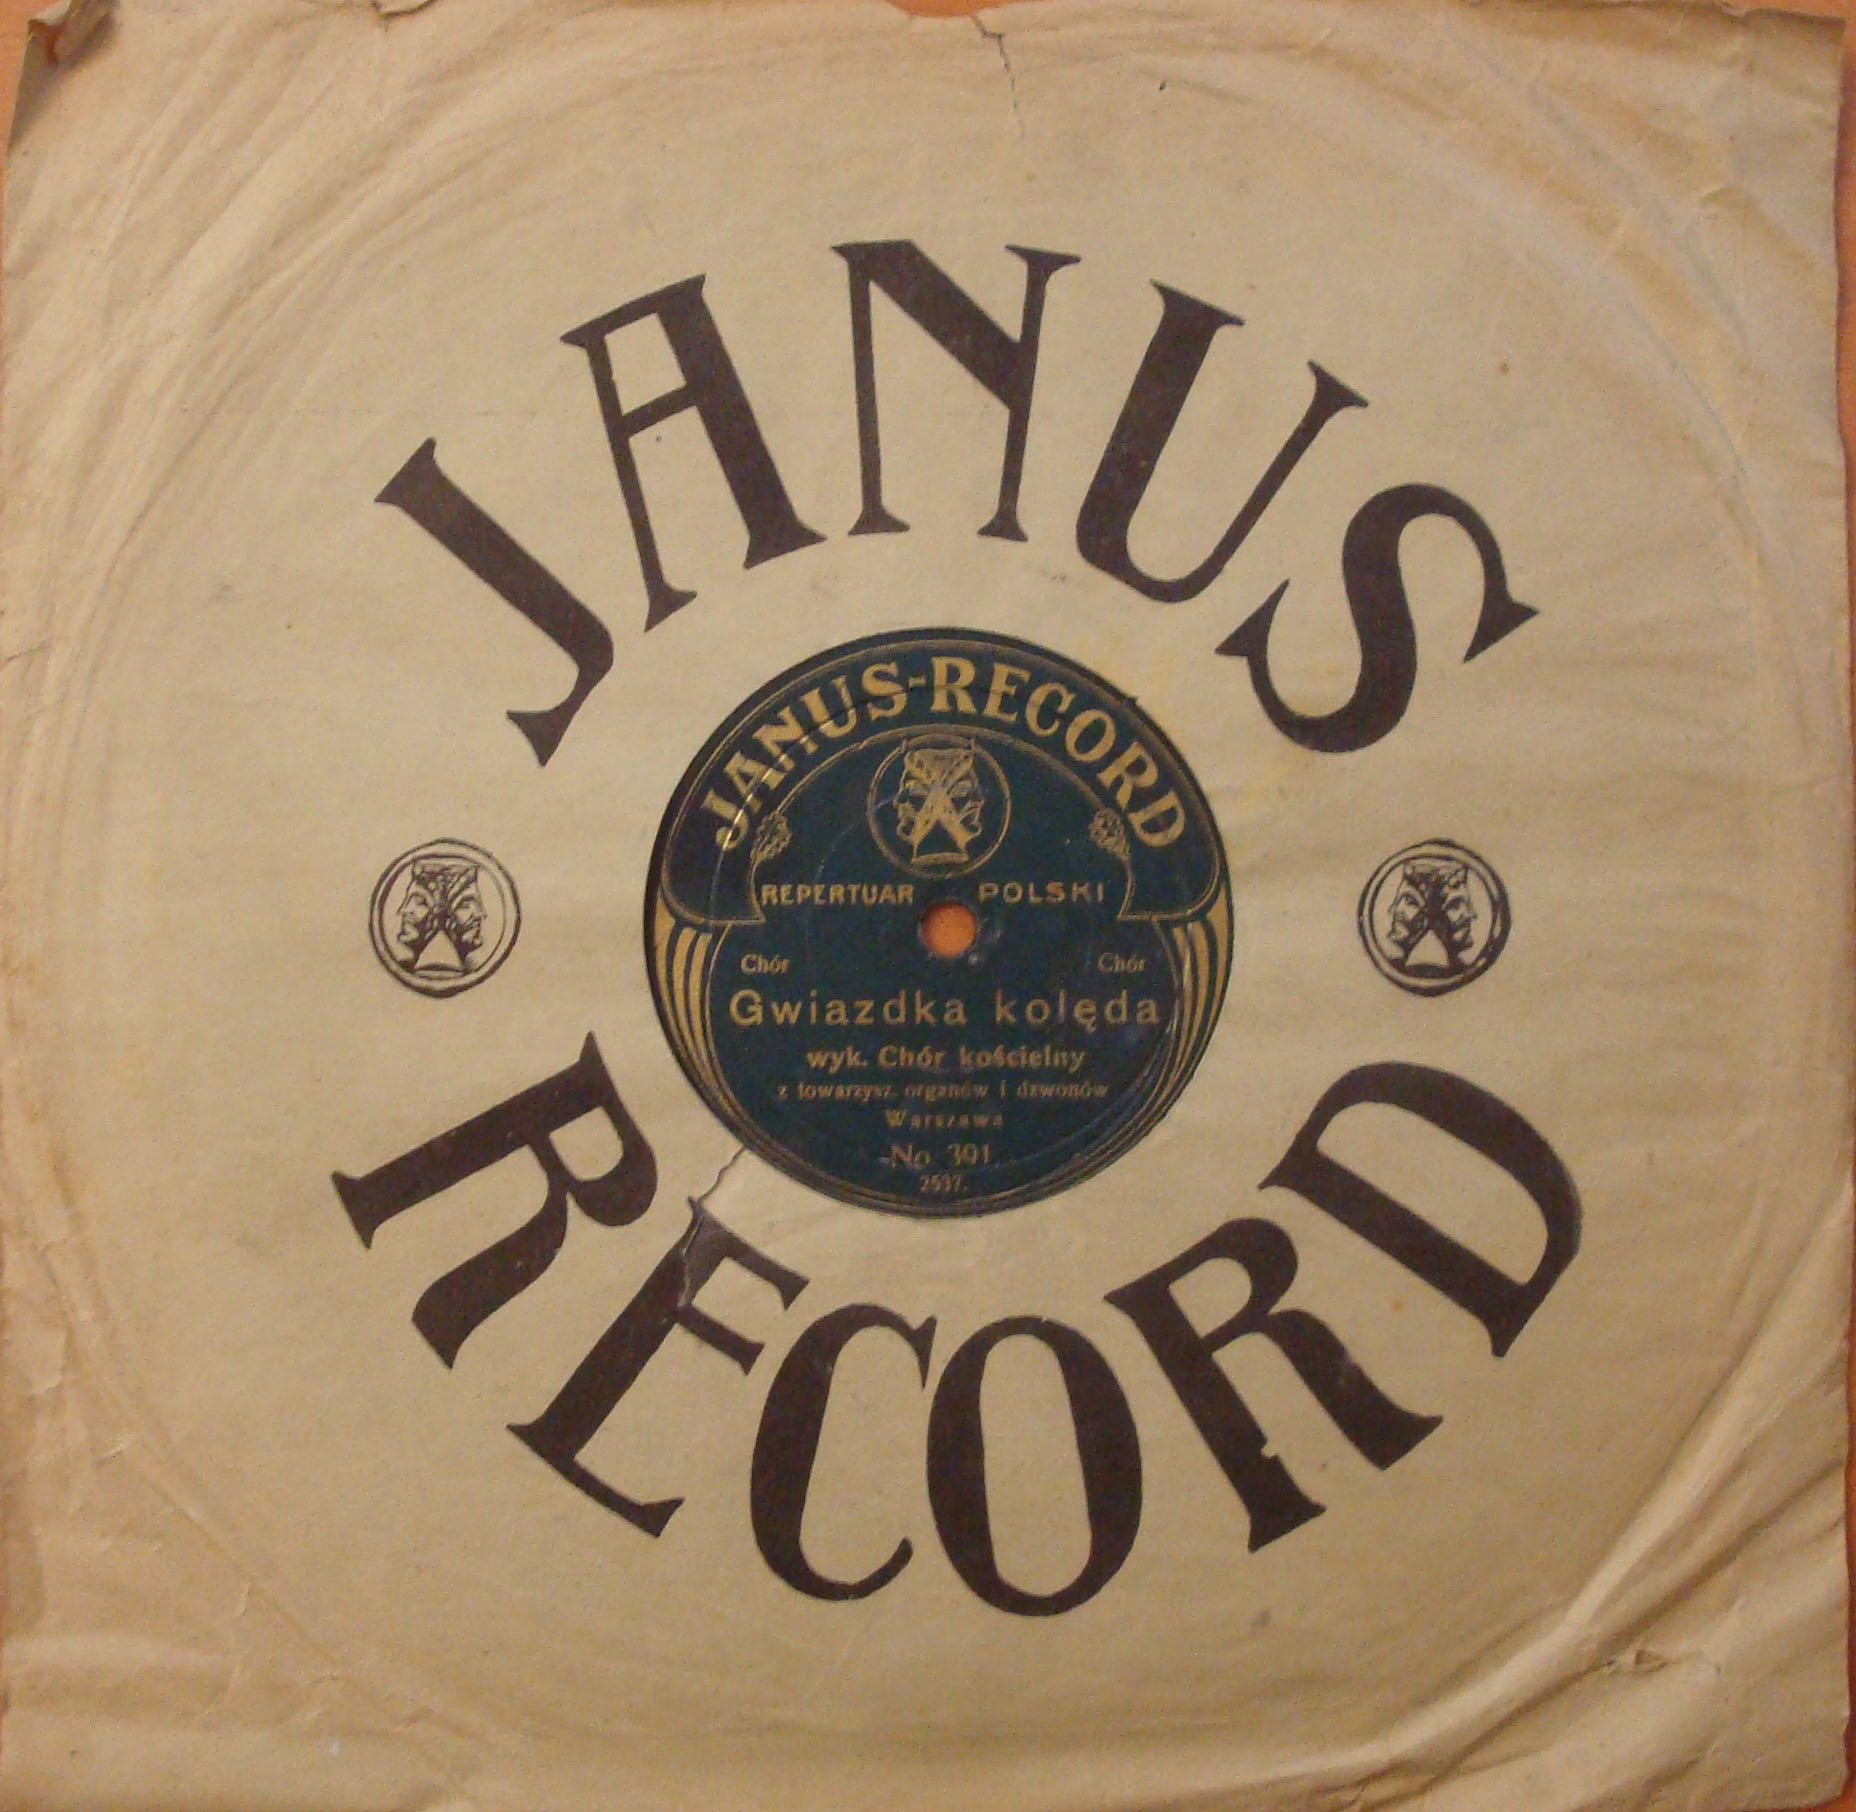 JANUS
JANUS-RECORD
REPERTUAR POLSKI
Chór Chór
Gwiazdka kolęda
wyk. Chór kościelny
z towarzysz. organów i dzwonów
Warszawa
No. 391.
2537.
RECORD